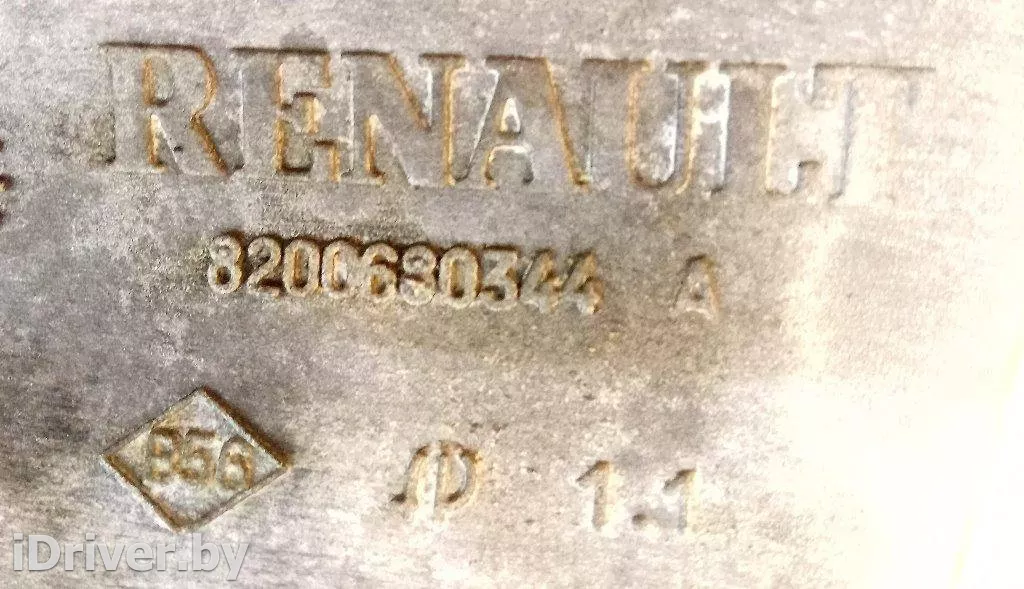 RENAULT
8200680344 A
856
1.1
iDriver.by